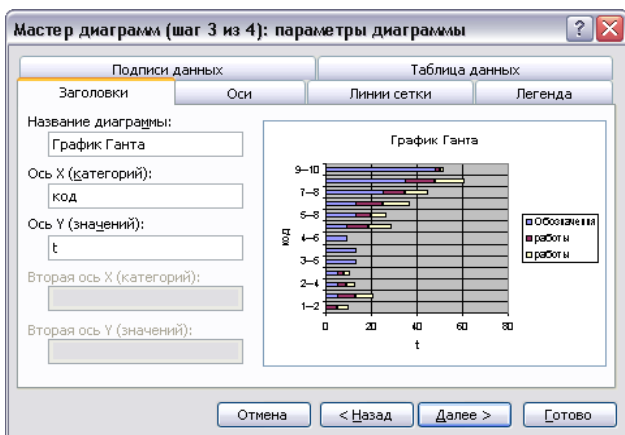 Мастер диаграмм (шаг 3 из 4): параметры диаграммы
Подписи данных
Таблица данных
Заголовки
Оси
Линии сетки
Легенда
Название диаграммы:
График Ганта
Ось X (категорий):
код
Ось Y (значений):
t
Вторая ось X (категорий):
Вторая ось Y (значений):
График Ганта
9—10
7—8
5—8
4—6
3—5
2—4
1—2
код
0 20 40 60 80
t
Обозначения
работы
работы
Отмена
< Назад
Далее >
Готово